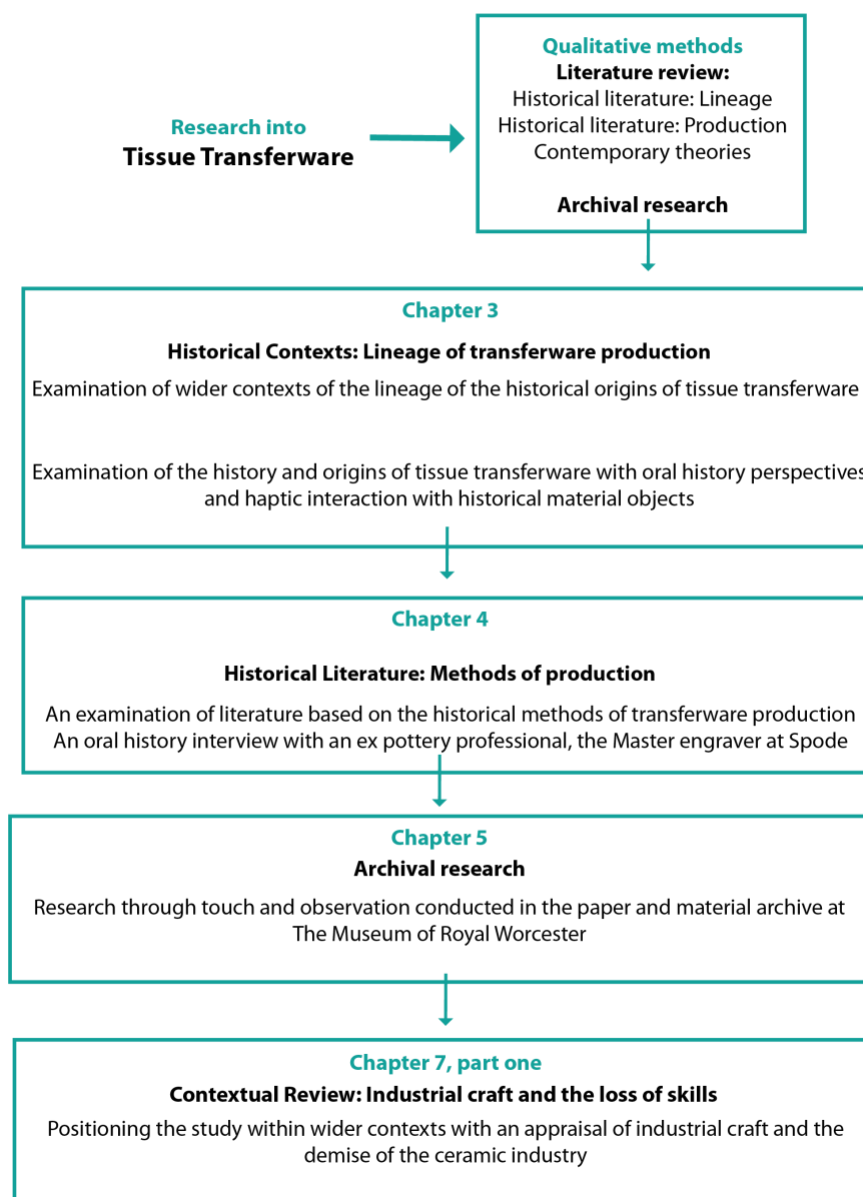 Research into
Tissue Transferware
Qualitative methods
Literature review:
Historical literature: Lineage
Historical literature: Production
Contemporary theories
Archival research
Chapter 3
Historical Contexts: Lineage of transferware production
Examination of wider contexts of the lineage of the historical origins of tissue transferware
Examination of the history and origins of tissue transferware with oral history perspectives
and haptic interaction with historical material objects
Chapter 4
Historical Literature: Methods of production
An examination of literature based on the historical methods of transferware production
An oral history interview with an ex pottery professional, the Master engraver at Spode
Chapter 5
Archival research
Research through touch and observation conducted in the paper and material archive at
The Museum of Royal Worcester
Chapter 7, part one
Contextual Review: Industrial craft and the loss of skills
Positioning the study within wider contexts with an appraisal of industrial craft and the
demise of the ceramic industry